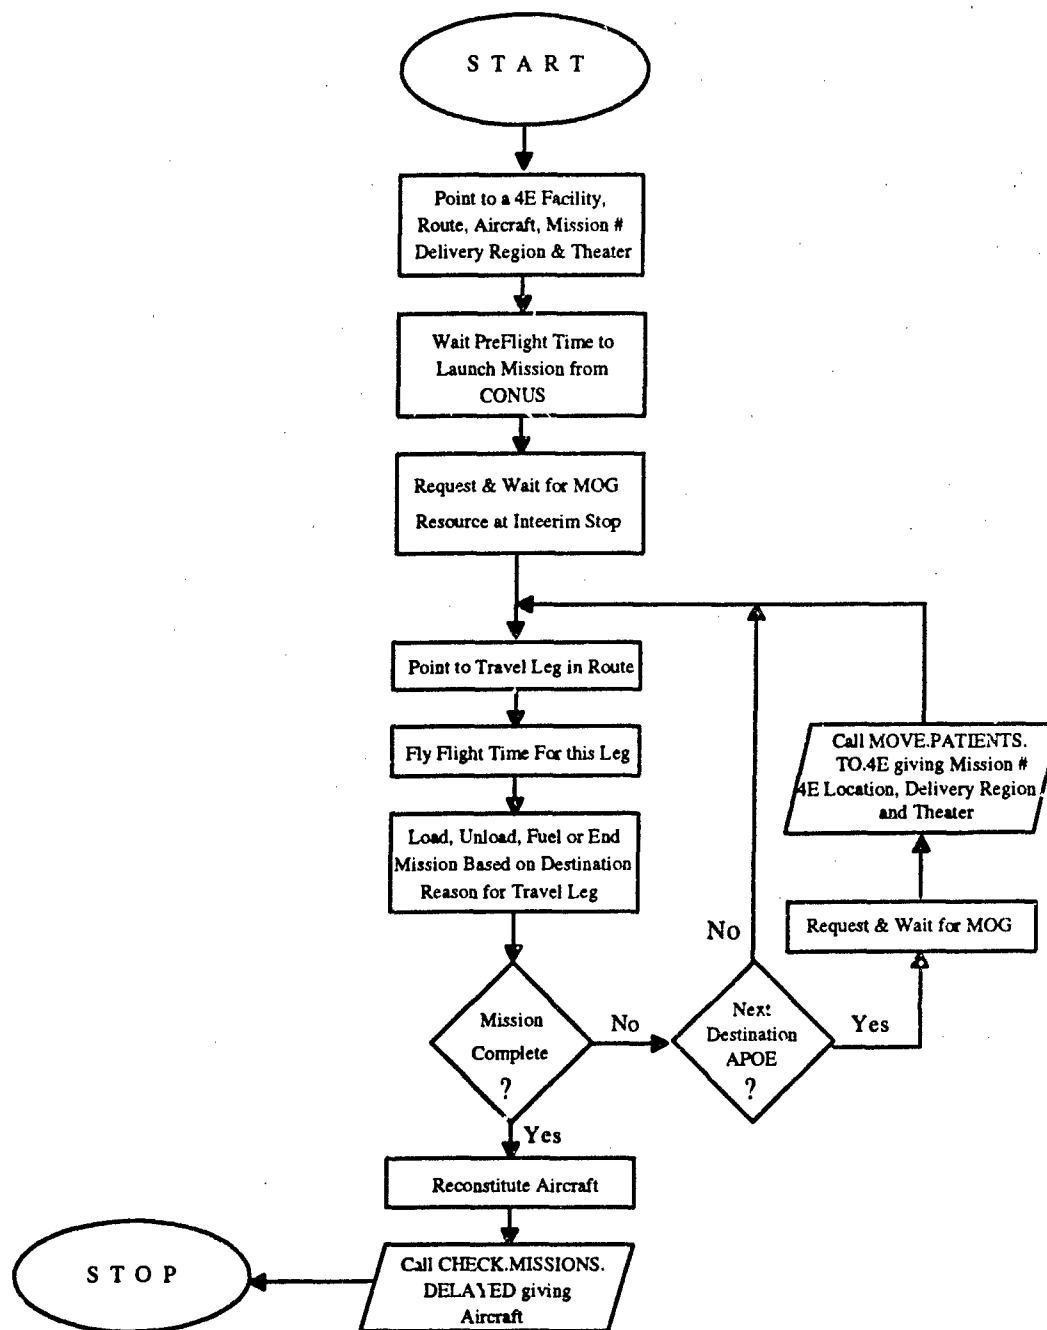 S T A R T
Point to a 4E Facility,
Route, Aircraft, Mission #
Delivery Region & Theater
Wait PreFlight Time to
Launch Mission from
CONUS
Request & Wait for MOG
Resource at Inteerim Stop
Point to Travel Leg in Route
Fly Flight Time For this Leg
Load, Unload, Fuel or End
Mission Based on Destination
Reason for Travel Leg
Mission
Complete
?
No
Next
Destination
APOE
?
No
Yes
Request & Wait for MOG
Call MOVE.PATIENTS.
TO.4E giving Mission #
4E Location, Delivery Region
and Theater
Yes
Reconstitute Aircraft
Call CHECK.MISSIONS.
DELAYED giving
Aircraft
S T O P